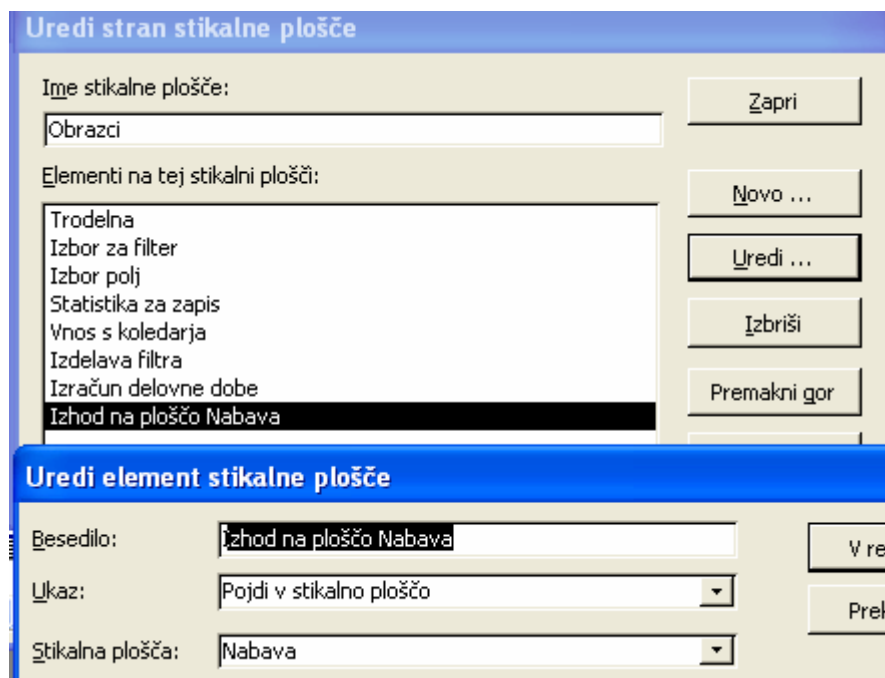 Uredi stran stikalne plošče
Ime stikalne plošče:
Zapri
Obrazci
Elementi na tej stikalni plošči:
Novo ...
Trodelna
Izbor za filter
Uredi ...
Izbor polj
Statistika za zapis
Vnos s koledarja
Izbriši
Izdelava filtra
Izračun delovne dobe
Premakni gor
Izhod na ploščo Nabava
Uredi element stikalne plošče
Besedilo:
Izhod na ploščo Nabava
V re
Ukaz:
Pojdi v stikalno ploščo
Prek
Stikalna plošča:
Nabava